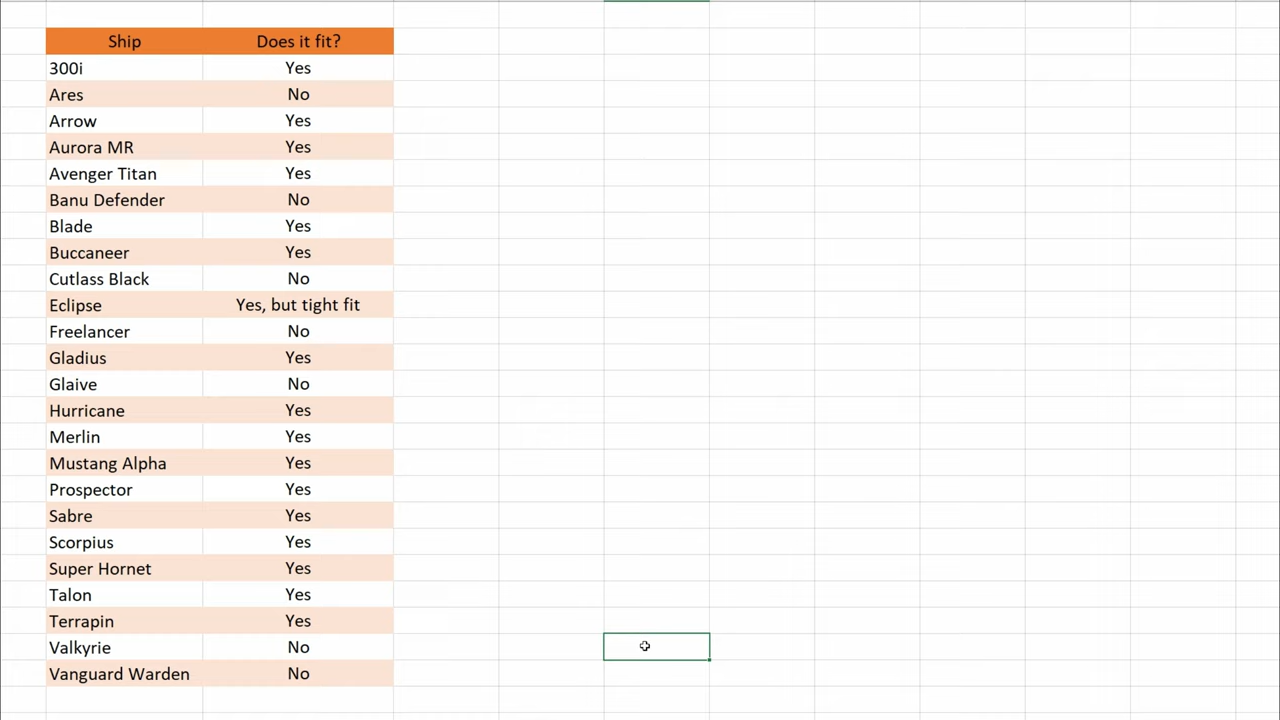 Ship Does it fit?
300i Yes
Ares No
Arrow Yes
Aurora MR Yes
Avenger Titan Yes
Banu Defender No
Blade Yes
Buccaneer Yes
Cutlass Black No
Eclipse Yes, but tight fit
Freelancer No
Gladius Yes
Glaive No
Hurricane Yes
Merlin Yes
Mustang Alpha Yes
Prospector Yes
Sabre Yes
Scorpius Yes
Super Hornet Yes
Talon Yes
Terrapin Yes
Valkyrie No
Vanguard Warden No